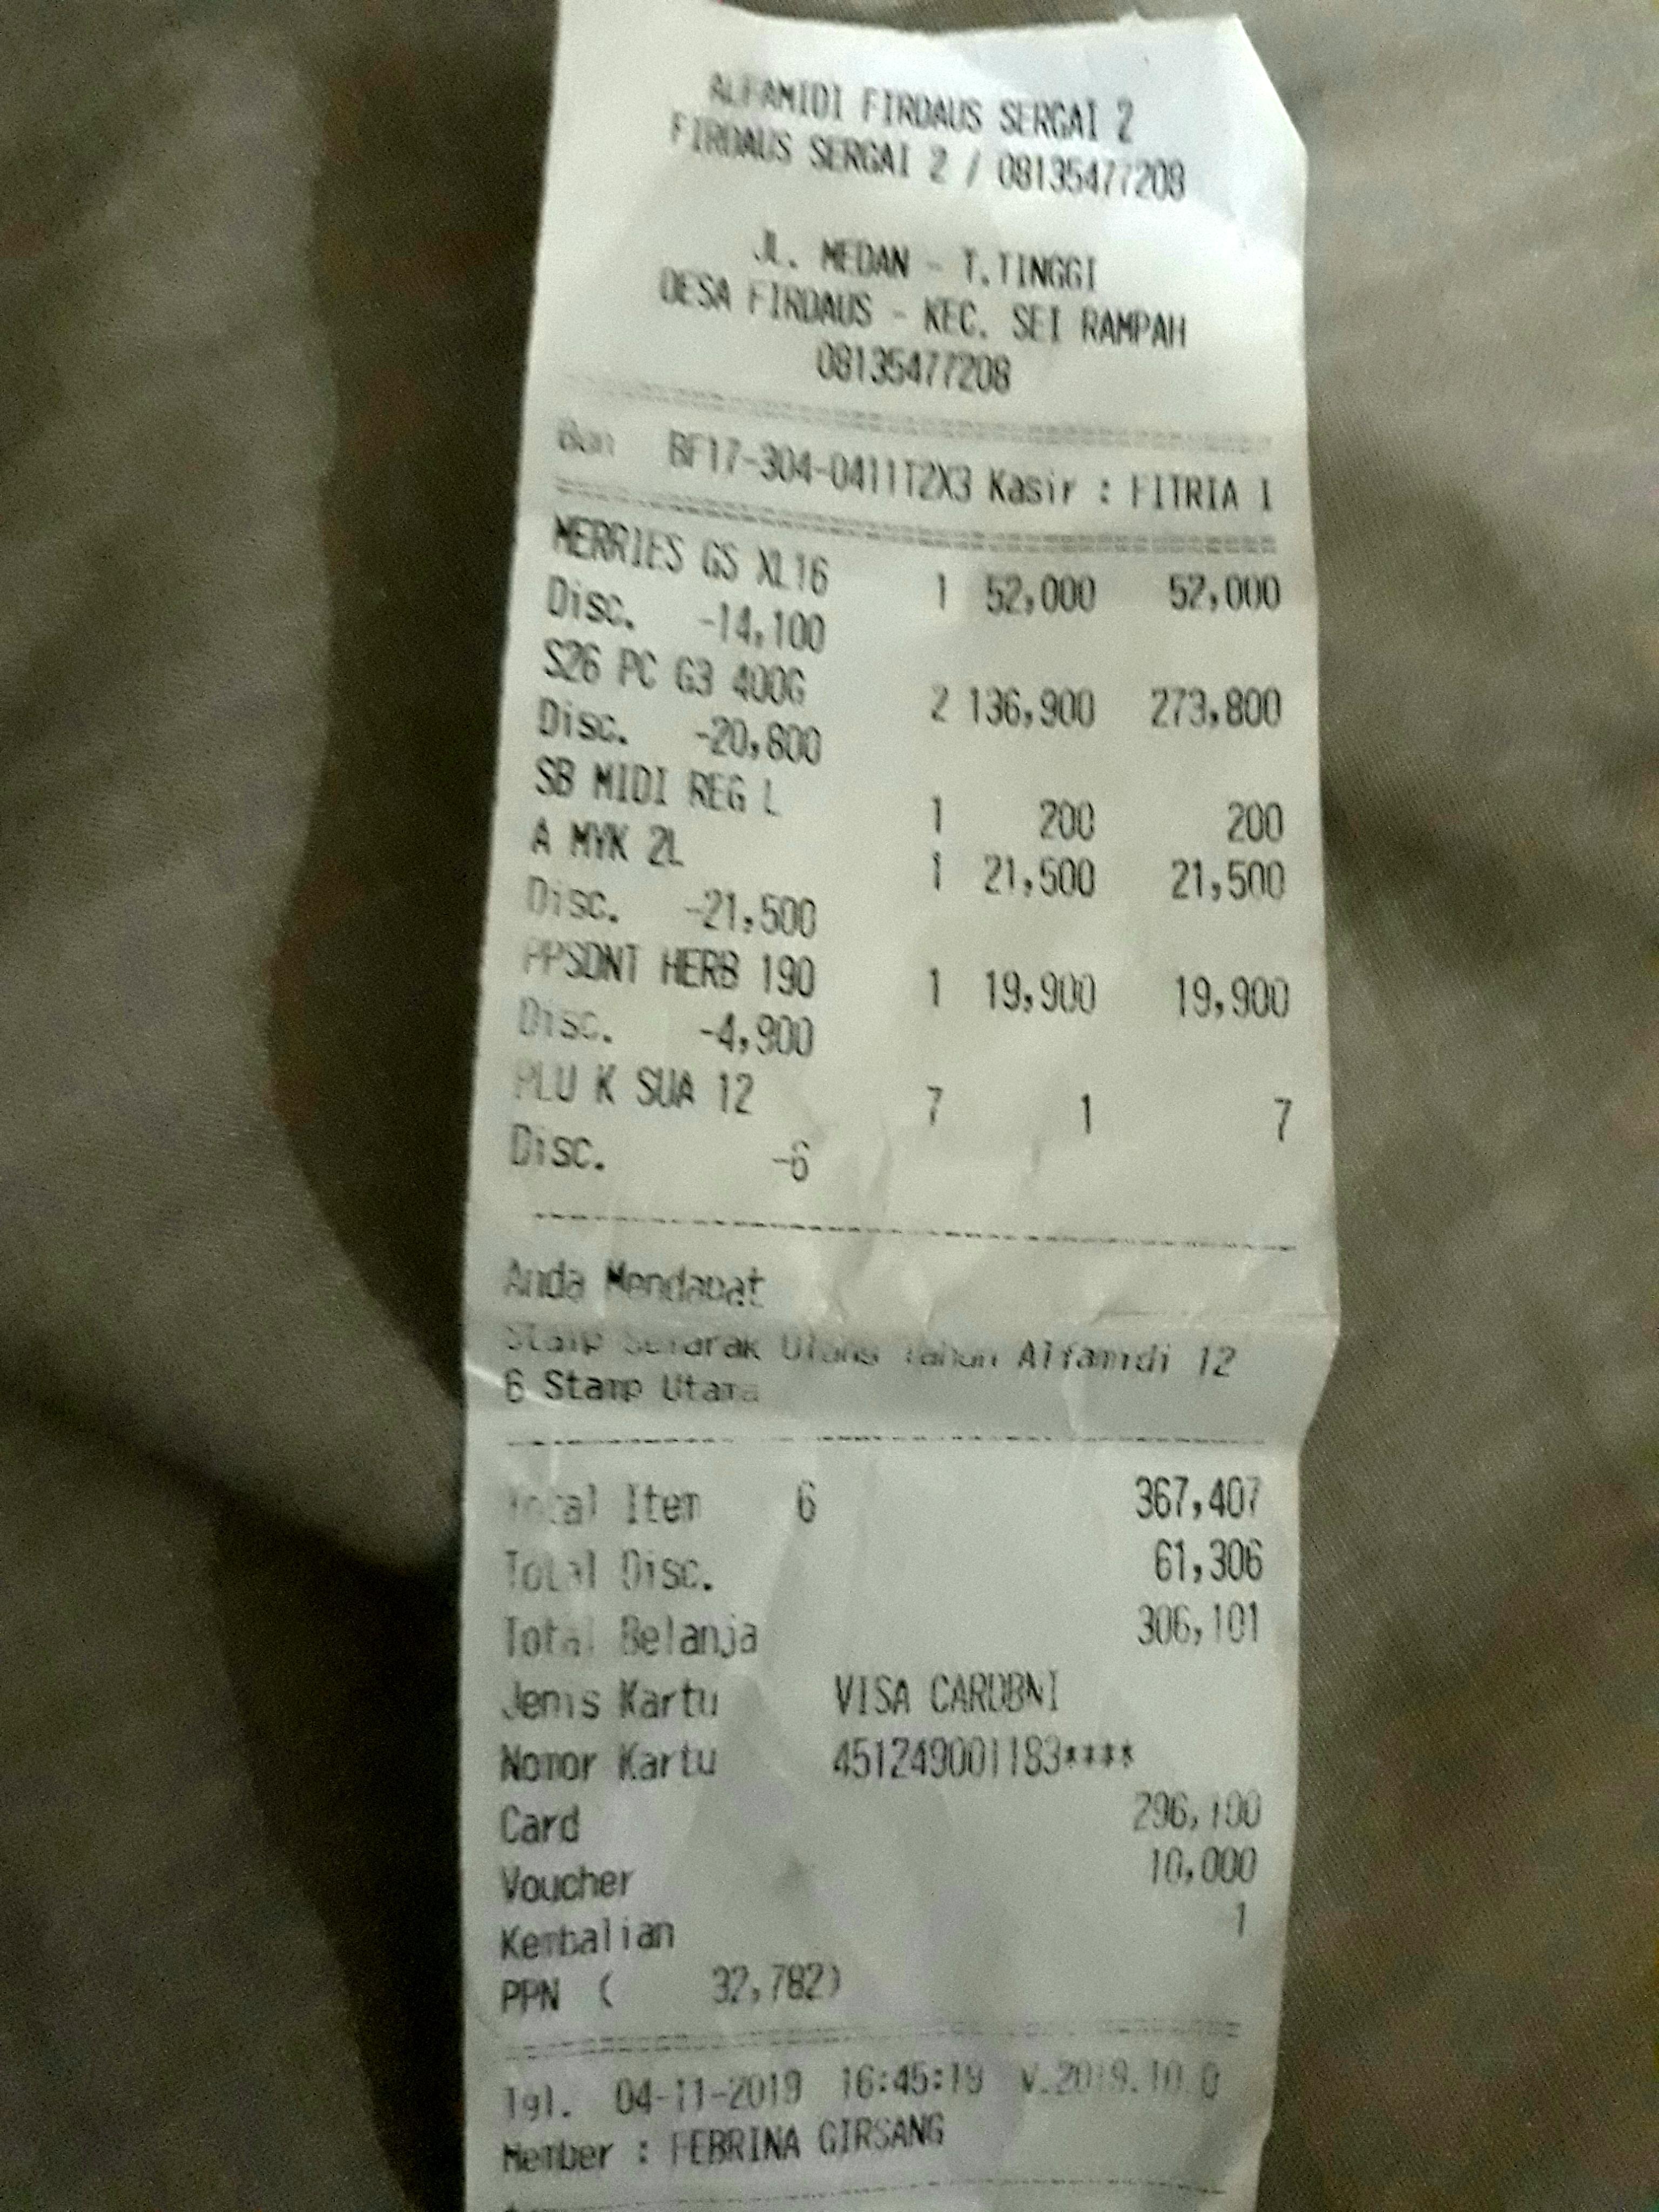 ALFAMIDI FIRDAUS SERGAI 2
FIRDAUS SERGAI 2 / 08135477208
JL. MEDAN - T.TINGGI
DESA FIRDAUS - KEC. SEI RAMPAH
08135477208
Bon BF17-304-0411T2X3 Kasir : FITRIA I
MERRIES GS XL16 1 52,000 52,000
Disc. -14,100
S26 PC G3 400G 2 136,900 273,800
Disc. -20,800
SB MIDI REG L 1 200 200
A MYK 2L 1 21,500 21,500
Disc. -21,500
PPSDNT HERB 190 1 19,900 19,900
Disc. -4,900
PLU K SUA 12 7 1 7
Disc. -6
Anda Mendapat
Stamp Semarak Ulang Tahun Alfamidi 12
6 Stamp Utama
Total Item 6 367,407
Total Disc. 61,306
Total Belanja 306,101
Jenis Kartu VISA CARDBNI
Nomor Kartu 451249001183****
Card 296,100
Voucher 10,000
Kembalian 1
PPN ( 32,782)
Tgl. 04-11-2019 16:45:19 V.2019.10.0
Member : FEBRINA GIRSANG